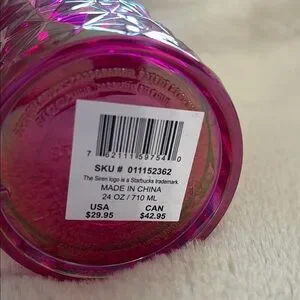 7 62111 59754 0
SKU # 011152362
The Siren logo is a Starbucks trademark
MADE IN CHINA
24 OZ / 710 ML
USA CAN
$29.95 $42.95